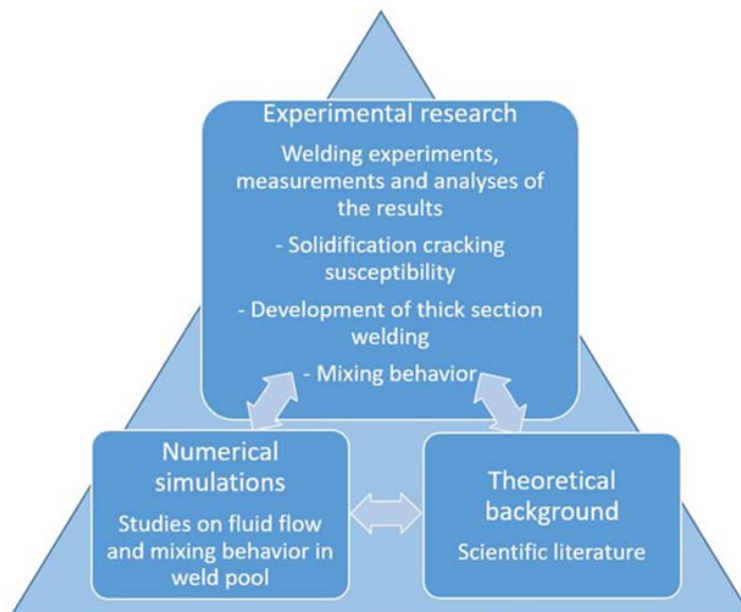 Experimental research
Welding experiments,
measurements and analyses of
the results
- Solidification cracking
susceptibility
- Development of thick section
welding
- Mixing behavior
Numerical
simulations
Studies on fluid flow
and mixing behavior in
weld pool
Theoretical
background
Scientific literature